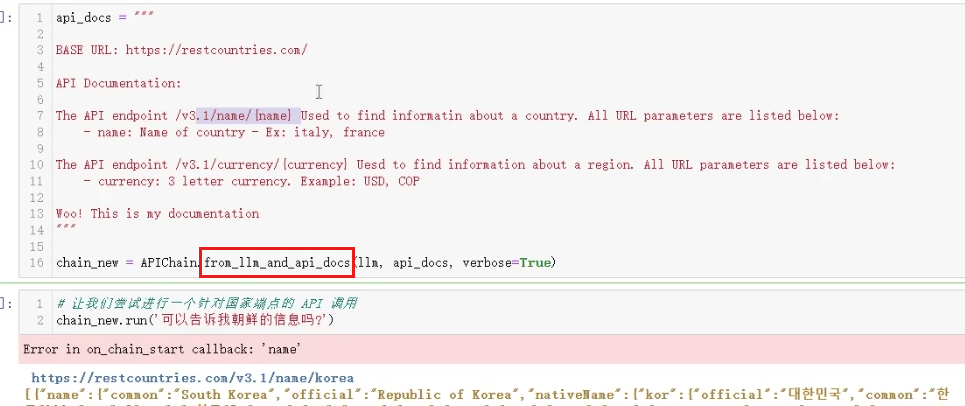 ]:
1 api_docs = """
2
3 BASE URL: https://restcountries.com/
4
5 API Documentation:
6
7 The API endpoint /v3.1/name/{name} Used to find informatin about a country. All URL parameters are listed below:
8 - name: Name of country - Ex: italy, france
9
10 The API endpoint /v3.1/currency/{currency} Uesd to find information about a region. All URL parameters are listed below:
11 - currency: 3 letter currency. Example: USD, COP
12
13 Woo! This is my documentation
14 """
15
16 chain_new = APIChain.from_llm_and_api_docs(llm, api_docs, verbose=True)
]:
1 # 让我们尝试进行一个针对国家端点的 API 调用
2 chain_new.run('可以告诉我朝鲜的信息吗?')
Error in on_chain_start callback: 'name'
https://restcountries.com/v3.1/name/korea
[{"name":{"common":"South Korea","official":"Republic of Korea","nativeName":{"kor":{"official":"대한민국","common":"한